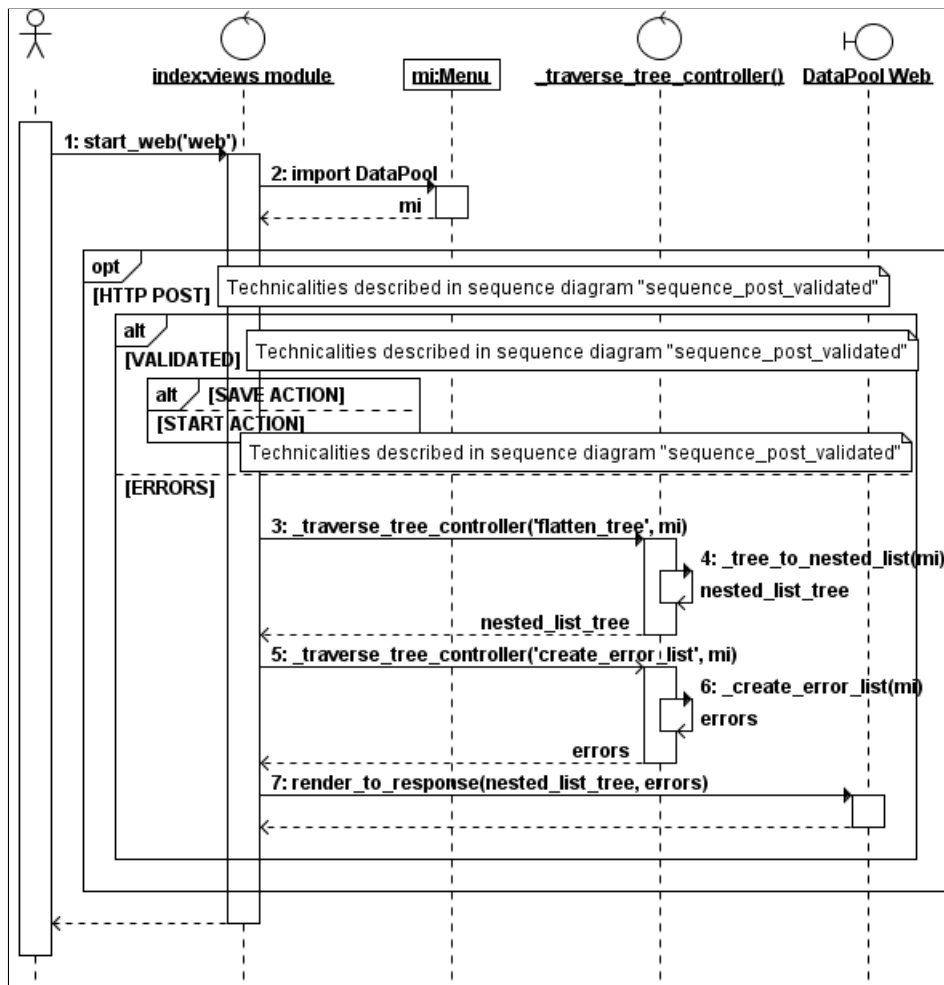 index:views module
mi:Menu
_traverse_tree_controller()
DataPool Web
1: start_web('web')
2: import DataPool
mi
opt
[HTTP POST]
Technicalities described in sequence diagram "sequence_post_validated"
alt
[VALIDATED]
Technicalities described in sequence diagram "sequence_post_validated"
alt
[SAVE ACTION]
[START ACTION]
Technicalities described in sequence diagram "sequence_post_validated"
[ERRORS]
3: _traverse_tree_controller('flatten_tree', mi)
4: _tree_to_nested_list(mi)
nested_list_tree
nested_list_tree
5: _traverse_tree_controller('create_error_list', mi)
6: _create_error_list(mi)
errors
errors
7: render_to_response(nested_list_tree, errors)